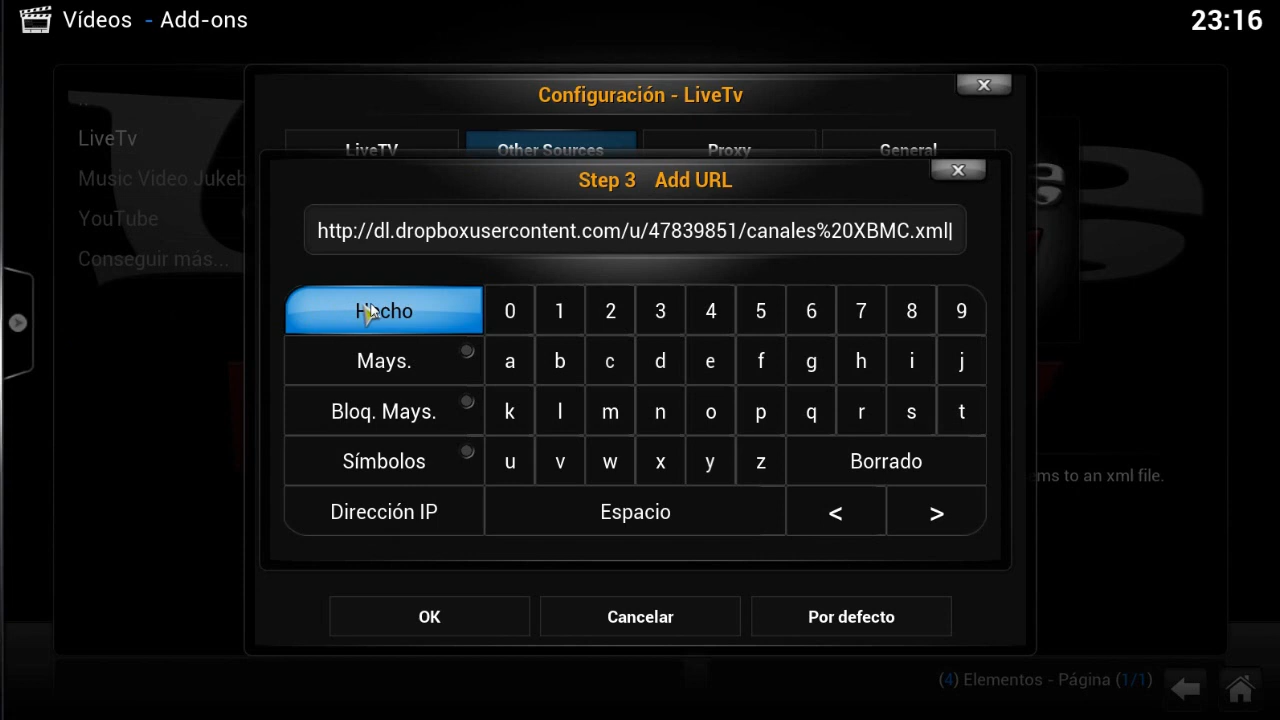 Vídeos - Add-ons
23:16
Configuración - LiveTv
..
LiveTv
Music Video Jukeb
YouTube
Conseguir más...
LiveTV Other Sources Proxy General
Step 3 Add URL
http://dl.dropboxusercontent.com/u/47839851/canales%20XBMC.xml
Hecho 0 1 2 3 4 5 6 7 8 9
Mays. a b c d e f g h i j
Bloq. Mays. k l m n o p q r s t
Símbolos u v w x y z Borrado
Dirección IP Espacio < >
ms to an xml file.
OK Cancelar Por defecto
(4) Elementos - Página (1/1)